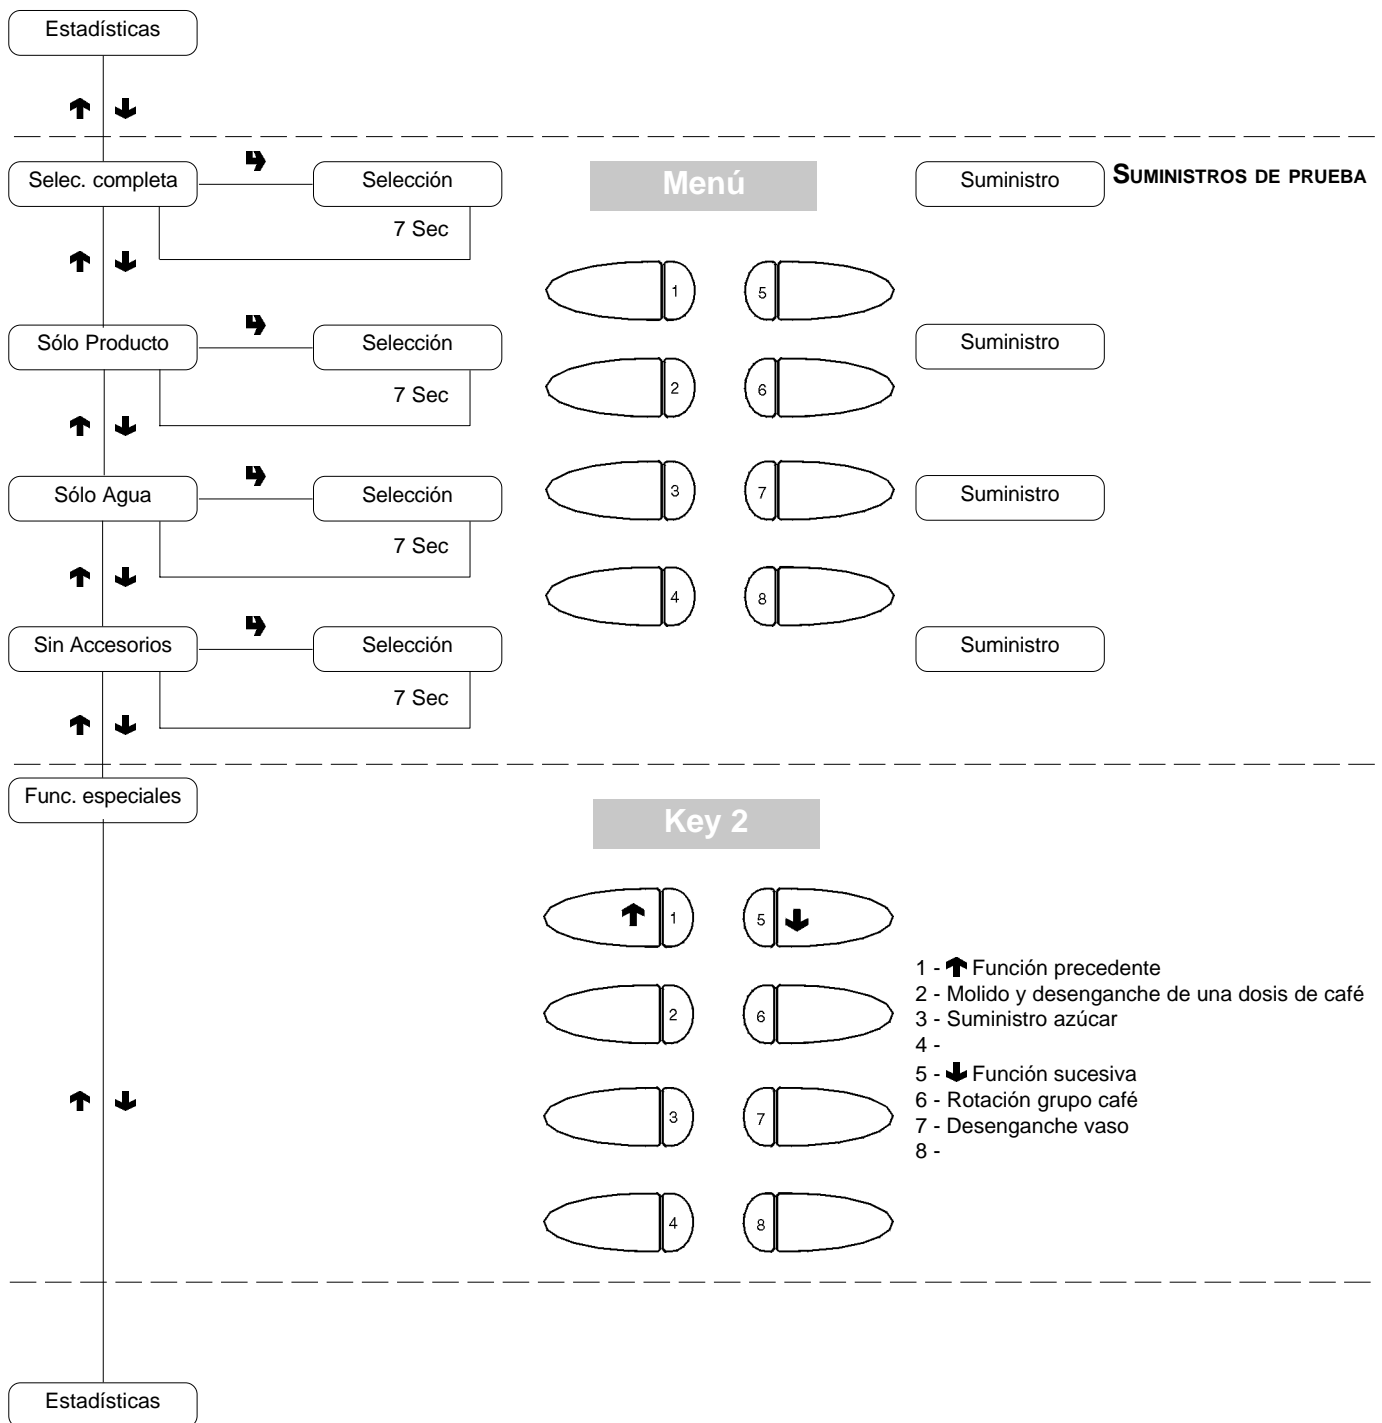 Estadísticas
Selec. completa
Selección
Menú
Suministro
SUMINISTROS DE PRUEBA
7 Sec
1
5
Sólo Producto
Selección
Suministro
7 Sec
2
6
Sólo Agua
Selección
3
7
Suministro
7 Sec
4
8
Sin Accesorios
Selección
Suministro
7 Sec
Func. especiales
Key 2
1
5
1 - ↑ Función precedente
2 - Molido y desenganche de una dosis de café
3 - Suministro azúcar
4 -
5 - ↓ Función sucesiva
6 - Rotación grupo café
7 - Desenganche vaso
8 -
2
6
3
7
4
8
Estadísticas